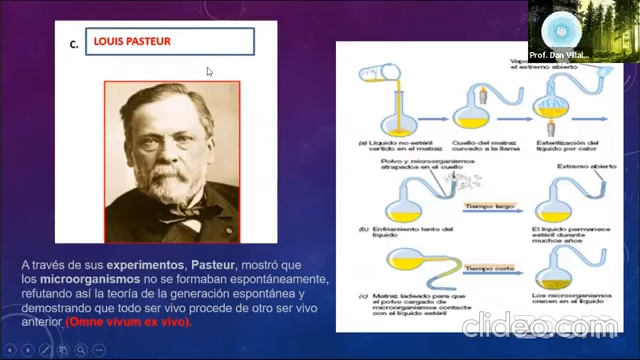 C. LOUIS PASTEUR
Prof. Dan Vilal...
el extremo abierto
(a) Líquido no estéril
vertido en el matraz
Cuello del matraz
curvado a la llama
Esterilización del
líquido por calor
Polvo y microorganismos
atrapados en el cuello
Extremo abierto
Tiempo largo
(b) Enfriamiento lento del
líquido
El líquido permanece
estéril durante
muchos años
Tiempo corto
(c) Matraz ladeado para que
el polvo cargado de
microorganismos contacte
con el líquido estéril
Los microorganismos
crecen en el líquido
A través de sus experimentos, Pasteur, mostró que
los microorganismos no se formaban espontáneamente,
refutando así la teoría de la generación espontánea y
demostrando que todo ser vivo procede de otro ser vivo
anterior (Omne vivum ex vivo).
clideo.com